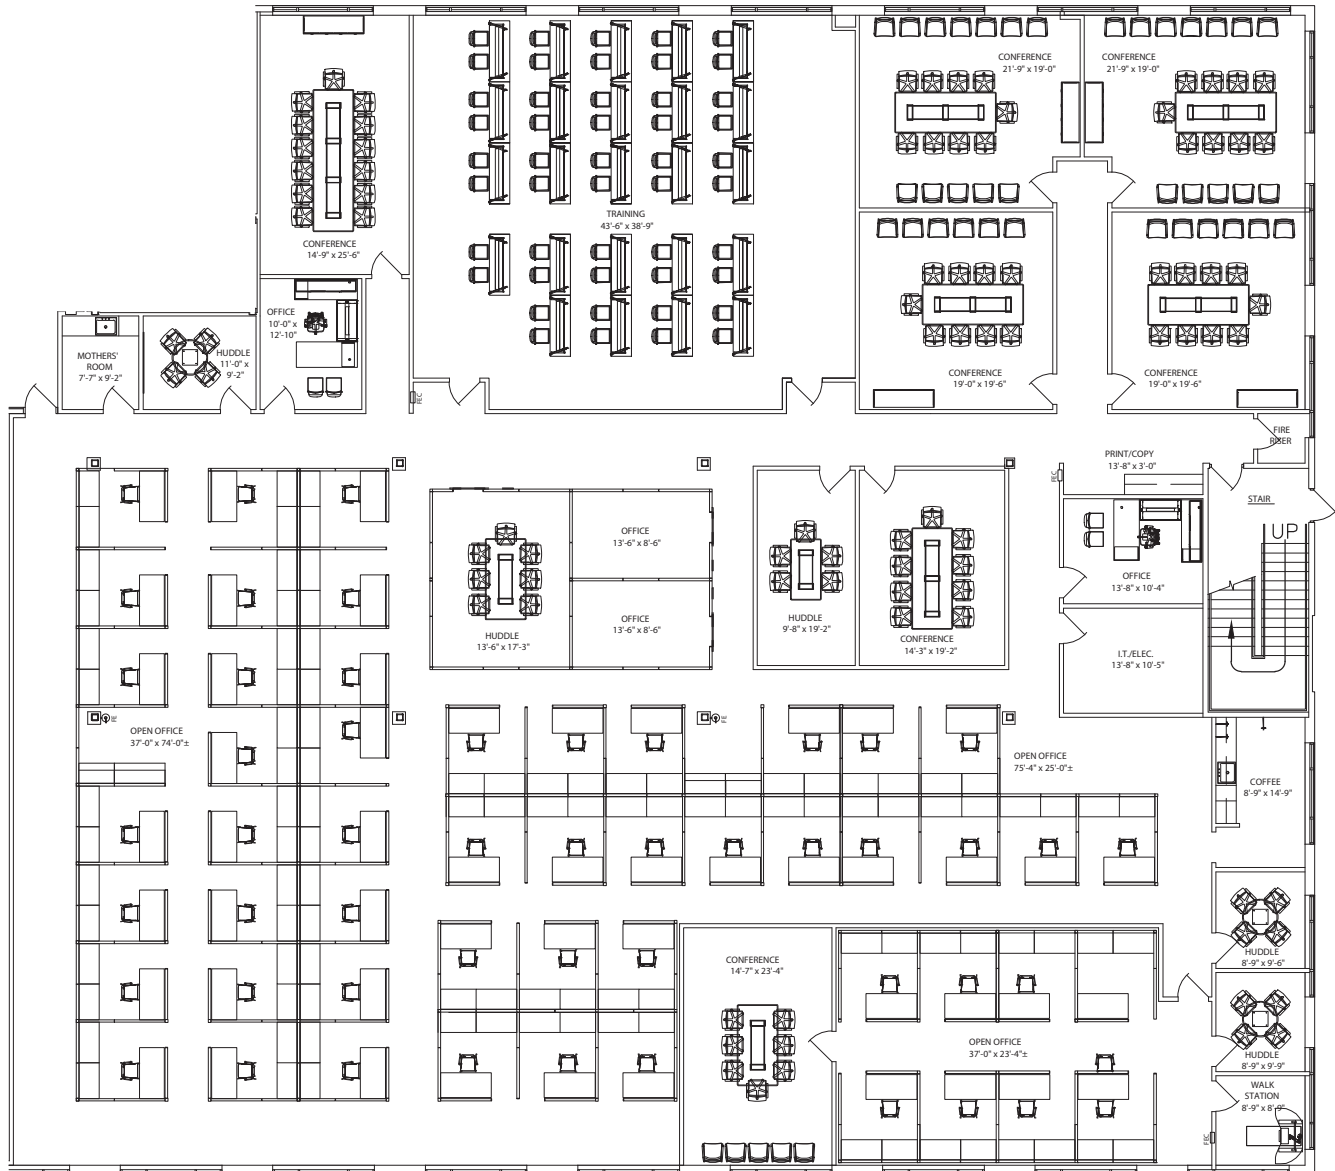 CONFERENCE
21'-9" x 19'-0"
CONFERENCE
21'-9" x 19'-0"
TRAINING
43'-6" x 38'-9"
CONFERENCE
14'-9" x 25'-6"
OFFICE
10'-0" x
12'-10"
MOTHERS'
ROOM
7'-7" x 9'-2"
HUDDLE
11'-0" x
9'-2"
CONFERENCE
19'-0" x 19'-6"
CONFERENCE
19'-0" x 19'-6"
FEC
FIRE
RISER
PRINT/COPY
13'-8" x 3'-0"
FEC
STAIR
UP
OFFICE
13'-6" x 8'-6"
OFFICE
13'-8" x 10'-4"
OFFICE
13'-6" x 8'-6"
HUDDLE
13'-6" x 17'-3"
HUDDLE
9'-8" x 19'-2"
CONFERENCE
14'-3" x 19'-2"
I.T./ELEC.
13'-8" x 10'-5"
OPEN OFFICE
37'-0" x 74'-0"±
OPEN OFFICE
75'-4" x 25'-0"±
COFFEE
8'-9" x 14'-9"
CONFERENCE
14'-7" x 23'-4"
HUDDLE
8'-9" x 9'-6"
OPEN OFFICE
37'-0" x 23'-4"±
HUDDLE
8'-9" x 9'-9"
WALK
STATION
8'-9" x 8'-9"
FEC